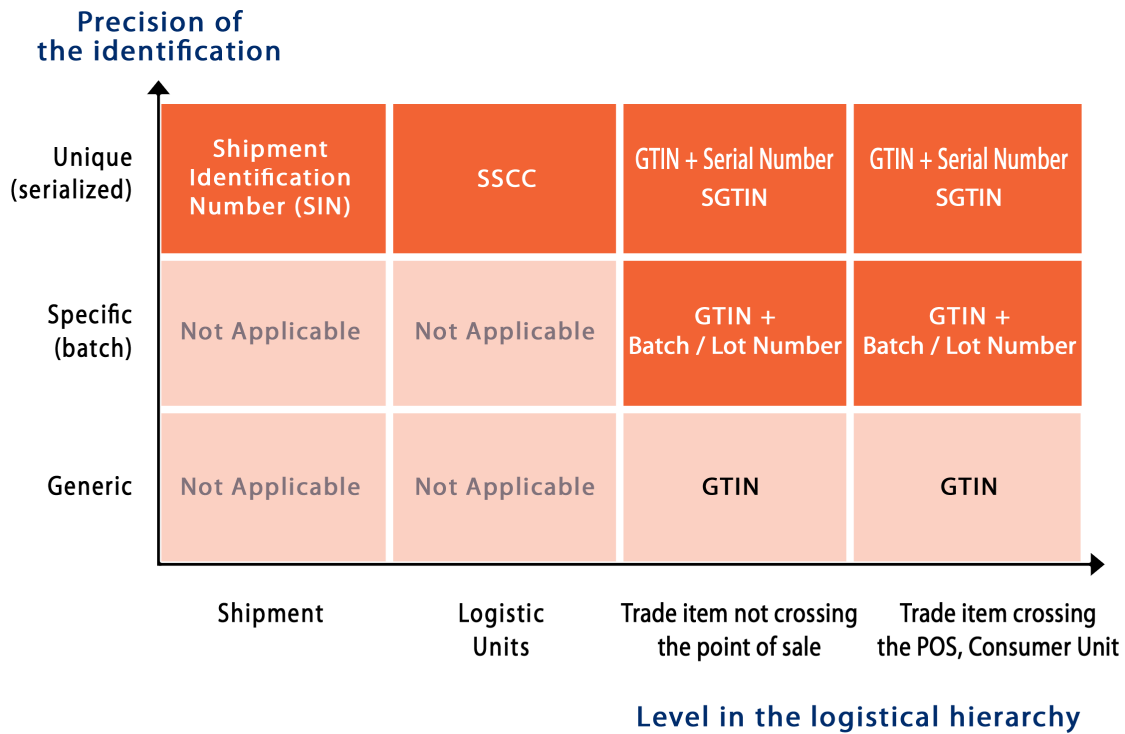 Precision of
the identification
Unique
(serialized)
Shipment
Identification
Number (SIN)
SSCC
GTIN + Serial Number
SGTIN
GTIN + Serial Number
SGTIN
Specific
(batch)
Not Applicable
Not Applicable
GTIN +
Batch / Lot Number
GTIN +
Batch / Lot Number
Generic
Not Applicable
Not Applicable
GTIN
GTIN
Shipment
Logistic
Units
Trade item not crossing
the point of sale
Trade item crossing
the POS, Consumer Unit
Level in the logistical hierarchy